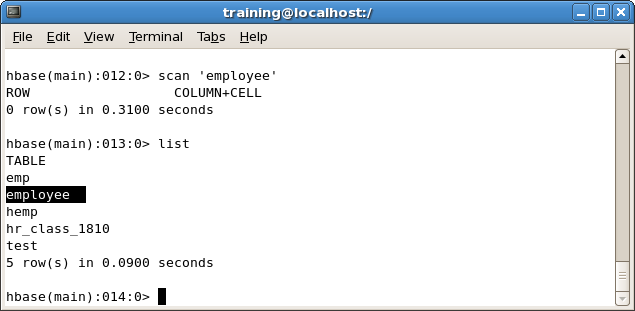 training@localhost:/
File Edit View Terminal Tabs Help
hbase(main):012:0> scan 'employee'
ROW                  COLUMN+CELL
0 row(s) in 0.3100 seconds
hbase(main):013:0> list
TABLE
emp
employee
hemp
hr_class_1810
test
5 row(s) in 0.0900 seconds
hbase(main):014:0>